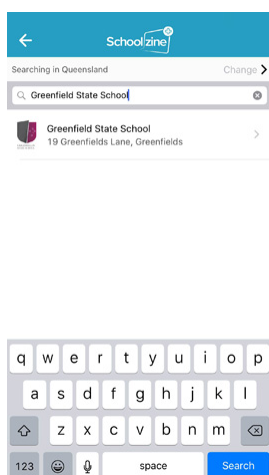 Schoolzine
Searching in Queensland
Change
Greenfield State School
Greenfield State School
19 Greenfields Lane, Greenfields
q w e r t y u i o p
a s d f g h j k l
z x c v b n m
123 space Search